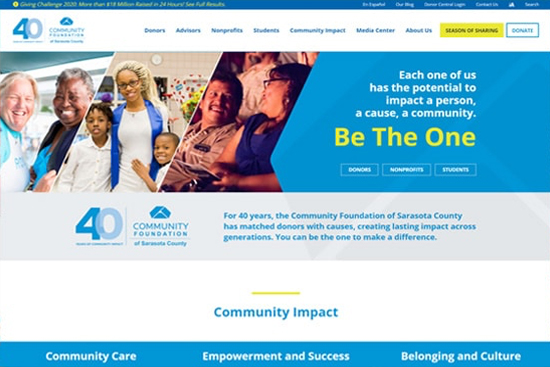 Giving Challenge 2020: More than $18 Million Raised in 24 Hours! See Full Results.
En Español Our Blog Donor Central Login Contact Us Search
40 COMMUNITY FOUNDATION of Sarasota County
Donors Advisors Nonprofits Students Community Impact Media Center About Us SEASON OF SHARING DONATE
Each one of us
has the potential to
impact a person,
a cause, a community.
Be The One
DONORS NONPROFITS STUDENTS
40
YEARS OF COMMUNITY IMPACT
COMMUNITY
FOUNDATION
of Sarasota County
For 40 years, the Community Foundation of Sarasota County
has matched donors with causes, creating lasting impact across
generations. You can be the one to make a difference.
Community Impact
Community Care Empowerment and Success Belonging and Culture